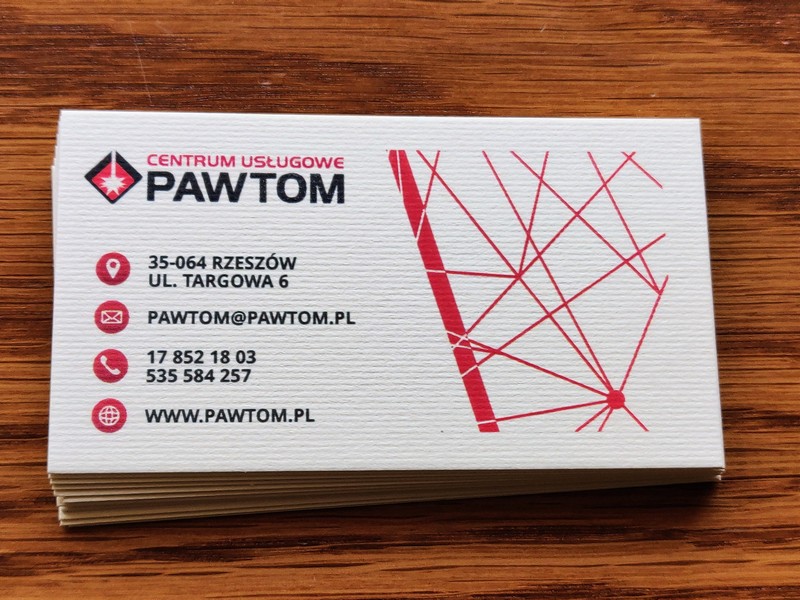 CENTRUM USŁUGOWE
PAWTOM
35-064 RZESZÓW
UL. TARGOWA 6
PAWTOM@PAWTOM.PL
17 852 18 03
535 584 257
WWW.PAWTOM.PL